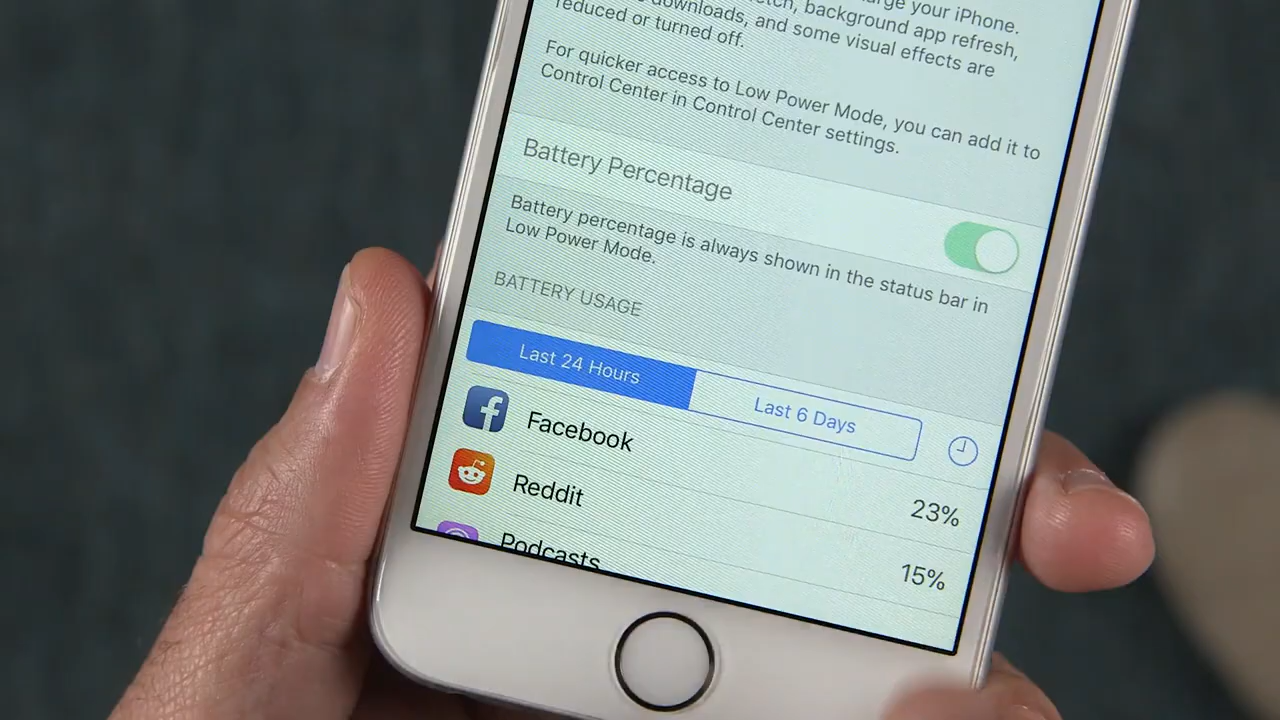 your iPhone.
background app refresh,
downloads, and some visual effects are
reduced or turned off.
For quicker access to Low Power Mode, you can add it to
Control Center in Control Center settings.
Battery Percentage
Battery percentage is always shown in the status bar in
Low Power Mode.
BATTERY USAGE
Last 24 Hours
Last 6 Days
Facebook
23%
Reddit
15%
Podcasts